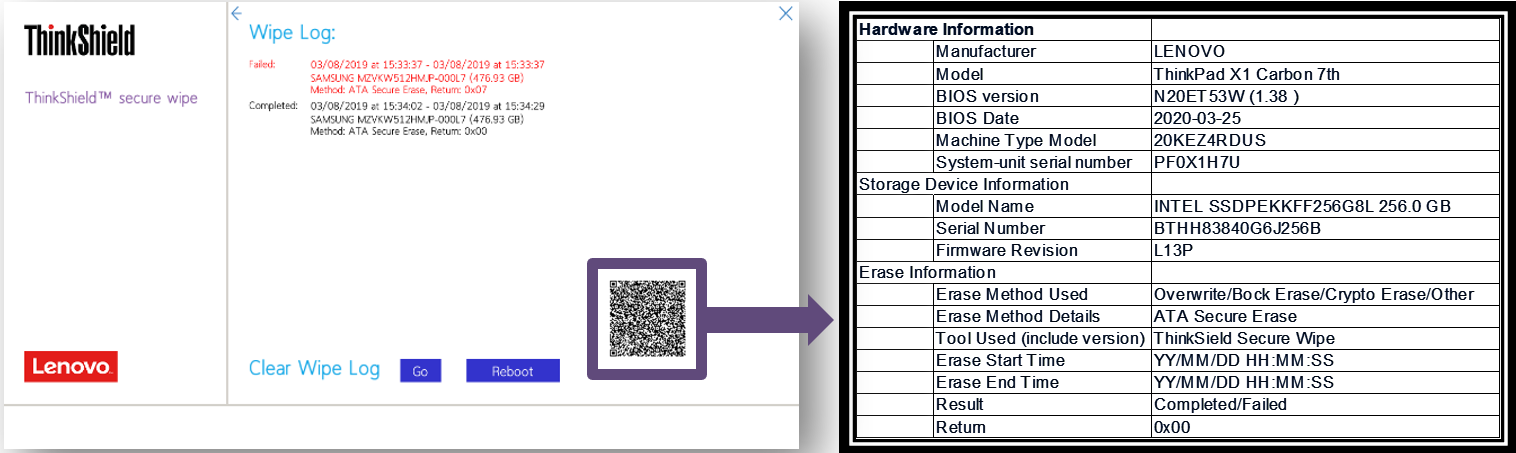 ThinkShield
ThinkShield™ secure wipe
Lenovo
Wipe Log:
Failed: 03/08/2019 at 15:33:37 - 03/08/2019 at 15:33:37
SAMSUNG MZVKW512HMJP-000L7 (476.93 GB)
Method: ATA Secure Erase, Return: 0x07
Completed: 03/08/2019 at 15:34:02 - 03/08/2019 at 15:34:29
SAMSUNG MZVKW512HMJP-000L7 (476.93 GB)
Method: ATA Secure Erase, Return: 0x00
Clear Wipe Log Go Reboot
Hardware Information
Manufacturer LENOVO
Model ThinkPad X1 Carbon 7th
BIOS version N20ET53W (1.38 )
BIOS Date 2020-03-25
Machine Type Model 20KEZ4RDUS
System-unit serial number PF0X1H7U
Storage Device Information
Model Name INTEL SSDPEKKFF256G8L 256.0 GB
Serial Number BTHH83840G6J256B
Firmware Revision L13P
Erase Information
Erase Method Used Overwrite/Bock Erase/Crypto Erase/Other
Erase Method Details ATA Secure Erase
Tool Used (include version) ThinkSield Secure Wipe
Erase Start Time YY/MM/DD HH:MM:SS
Erase End Time YY/MM/DD HH:MM:SS
Result Completed/Failed
Return 0x00